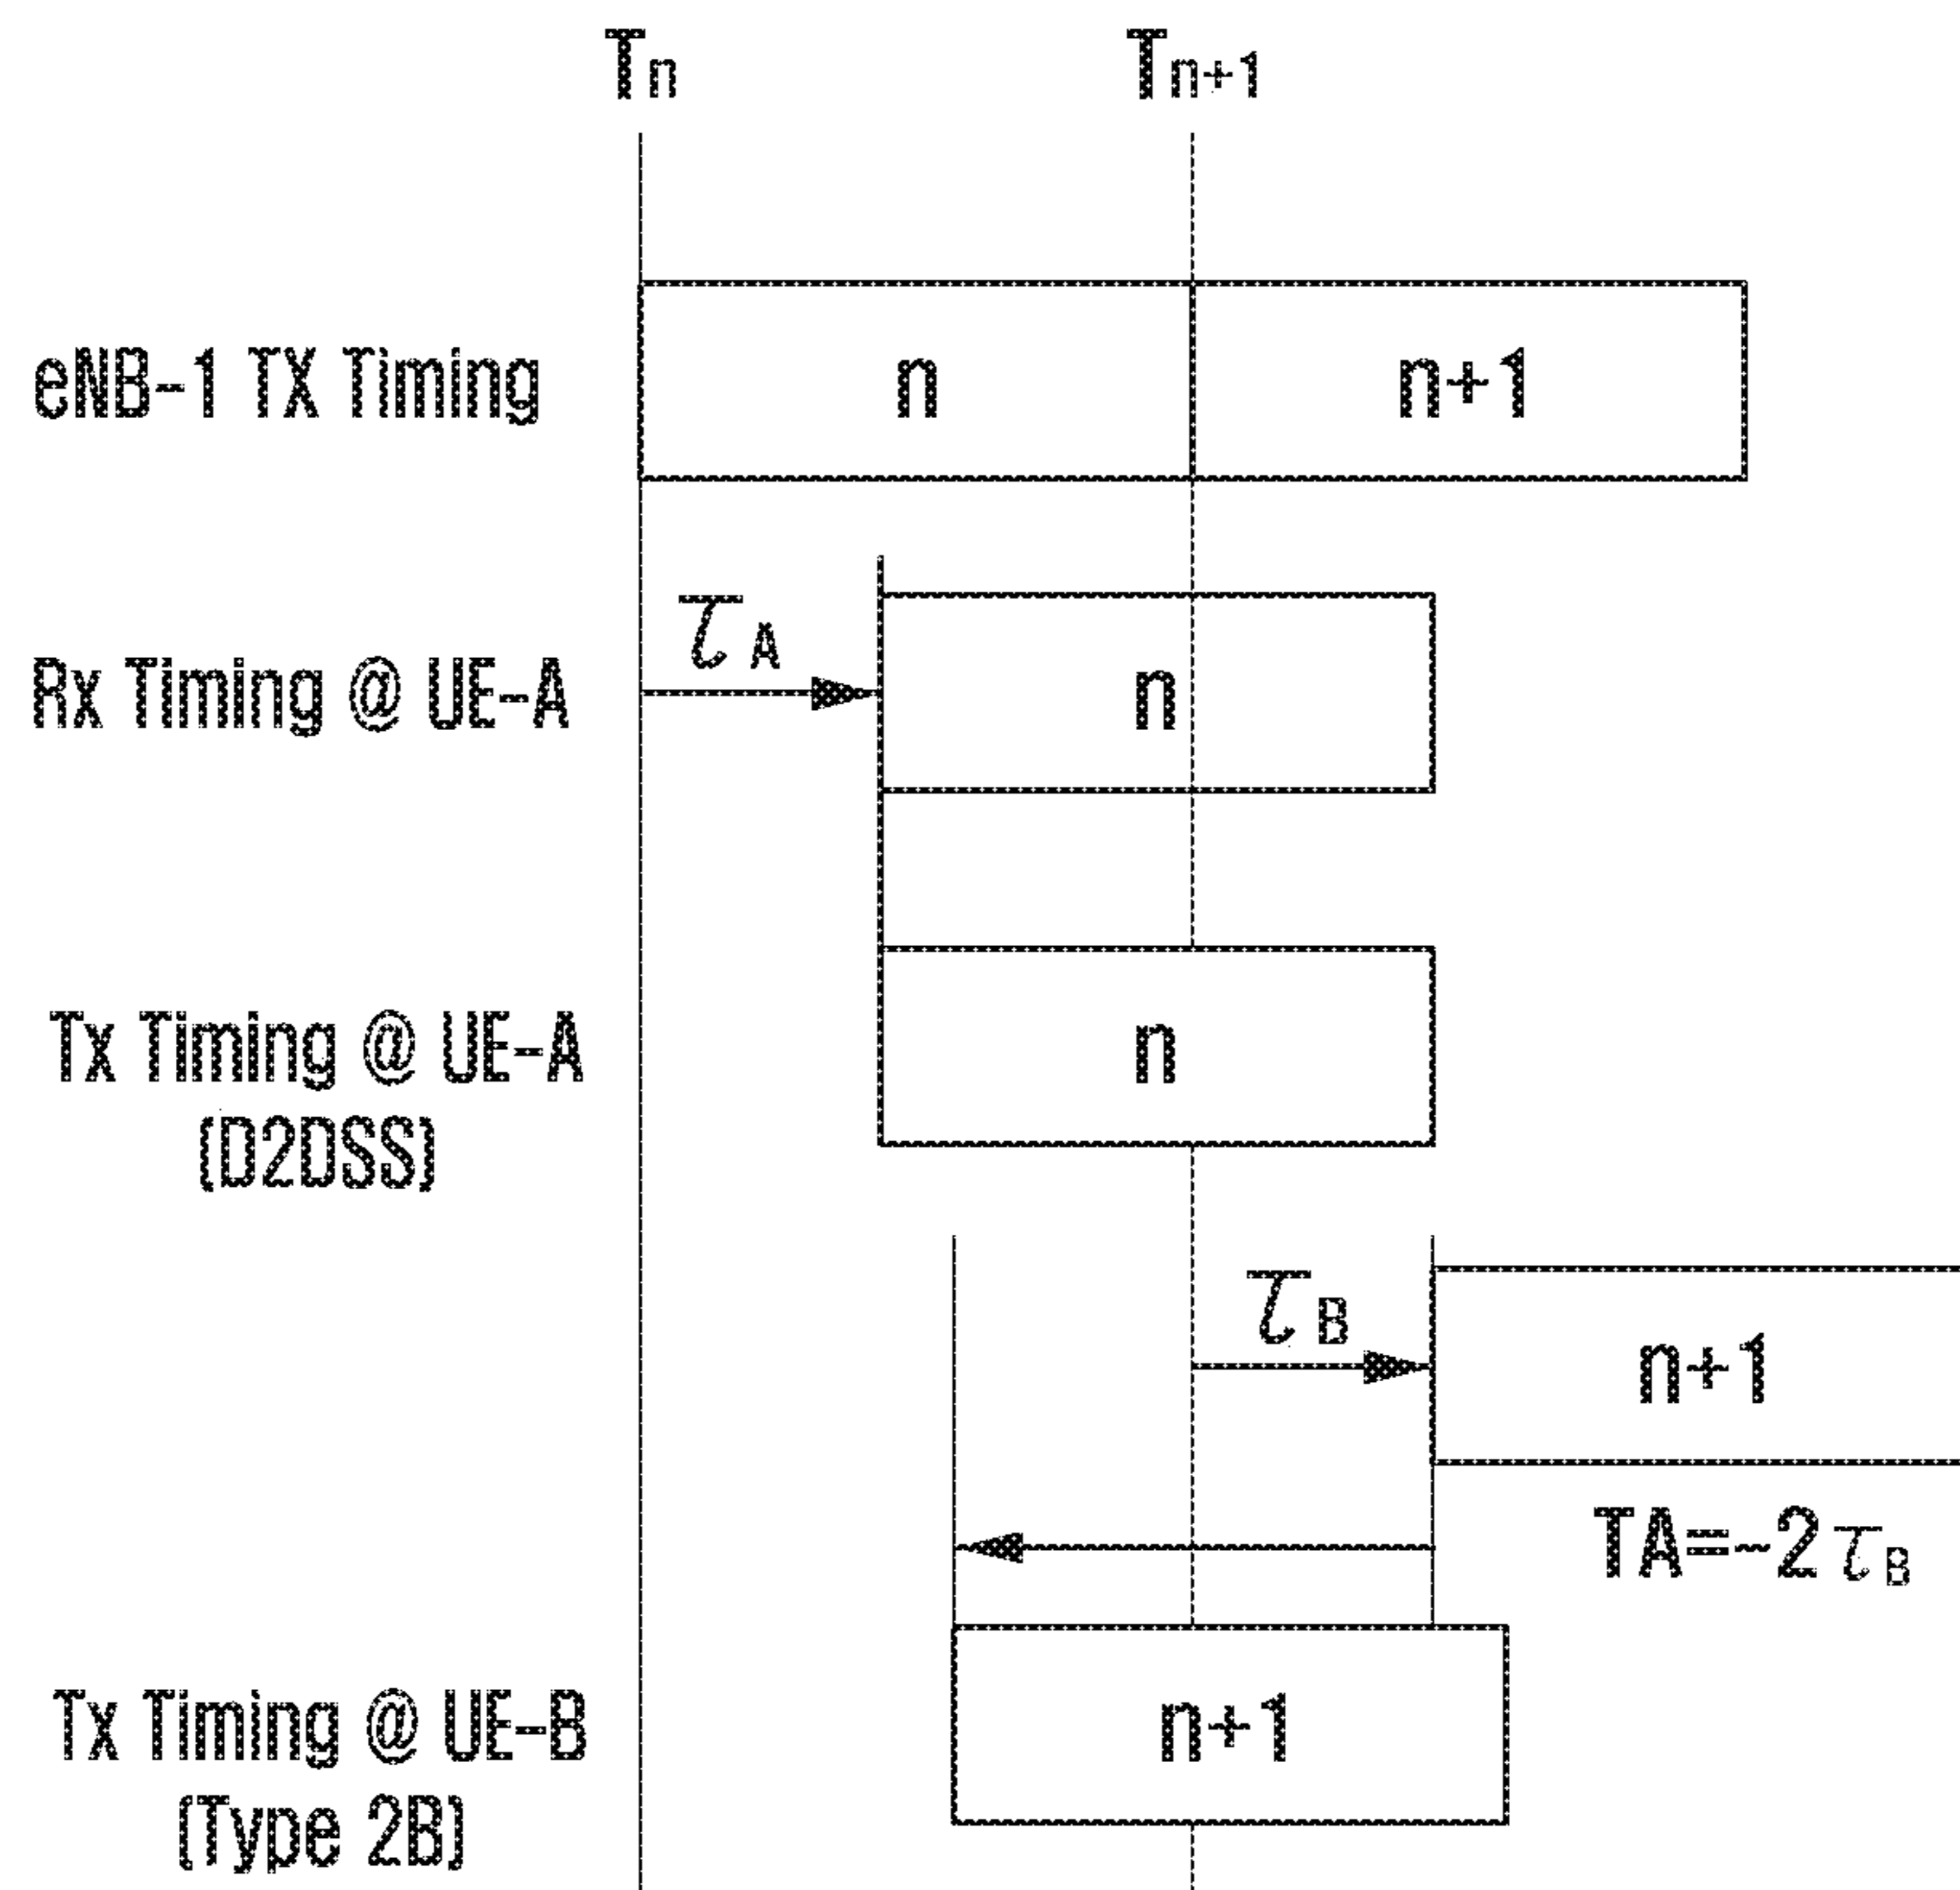 Tn Tn+1
eNB-1 TX Timing n n+1
τA
Rx Timing @ UE-A n
Tx Timing @ UE-A n
(D2DSS)
τB
n+1
TA=-2τB
Tx Timing @ UE-B n+1
(Type 2B)